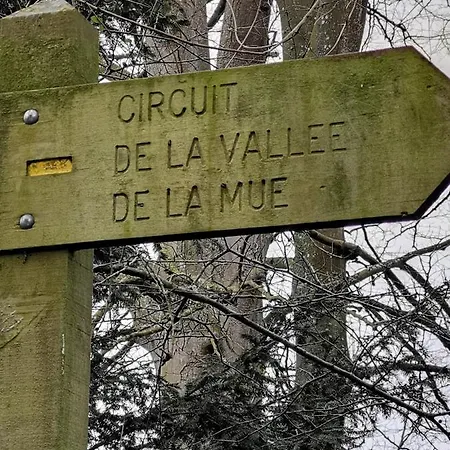 CIRCUIT
DE LA VALLEE
DE LA MUE